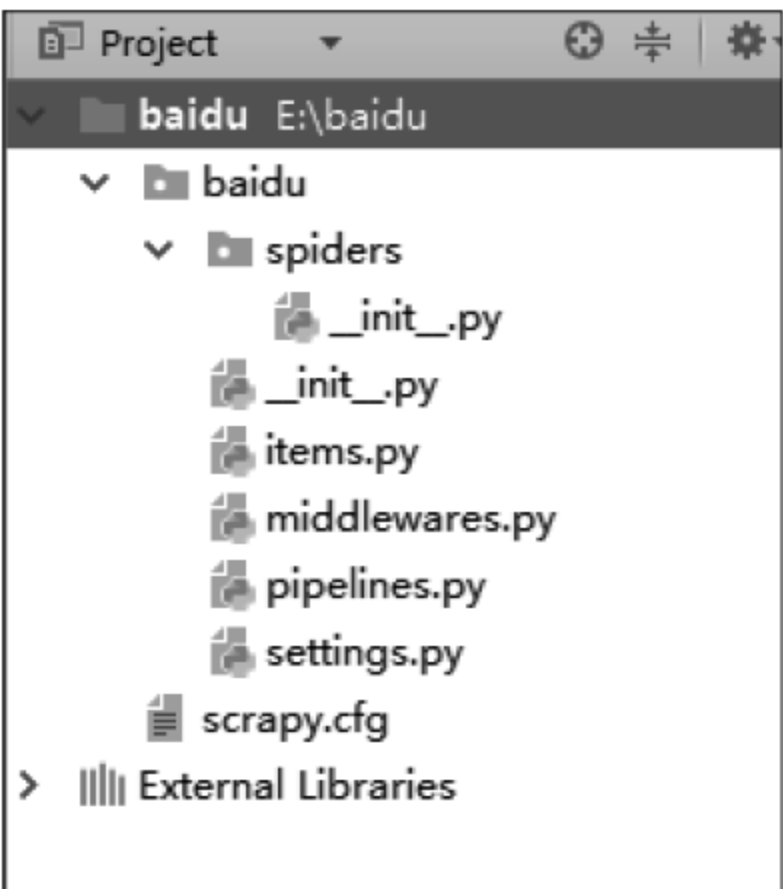 Project
baidu E:\baidu
baidu
spiders
__init__.py
__init__.py
items.py
middlewares.py
pipelines.py
settings.py
scrapy.cfg
External Libraries